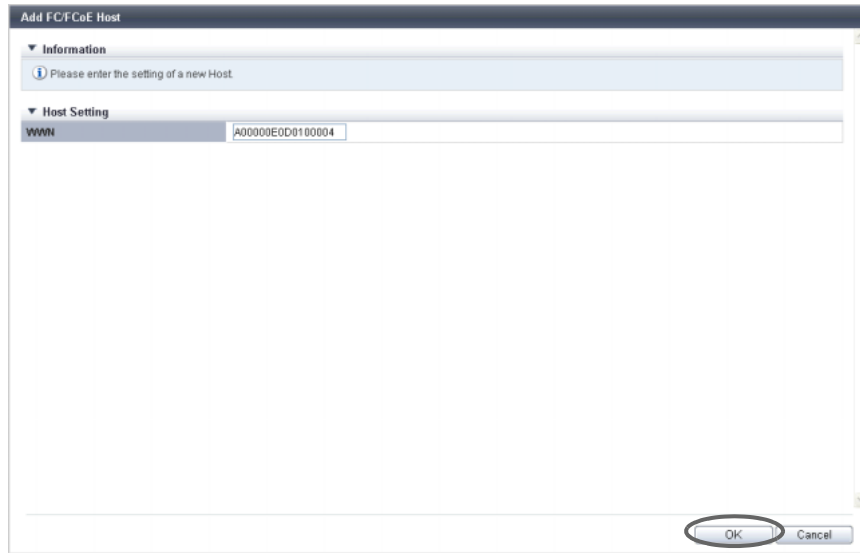 Add FC/FCoE Host
Information
Please enter the setting of a new Host.
Host Setting
WWN A00000E0D0100004
OK Cancel